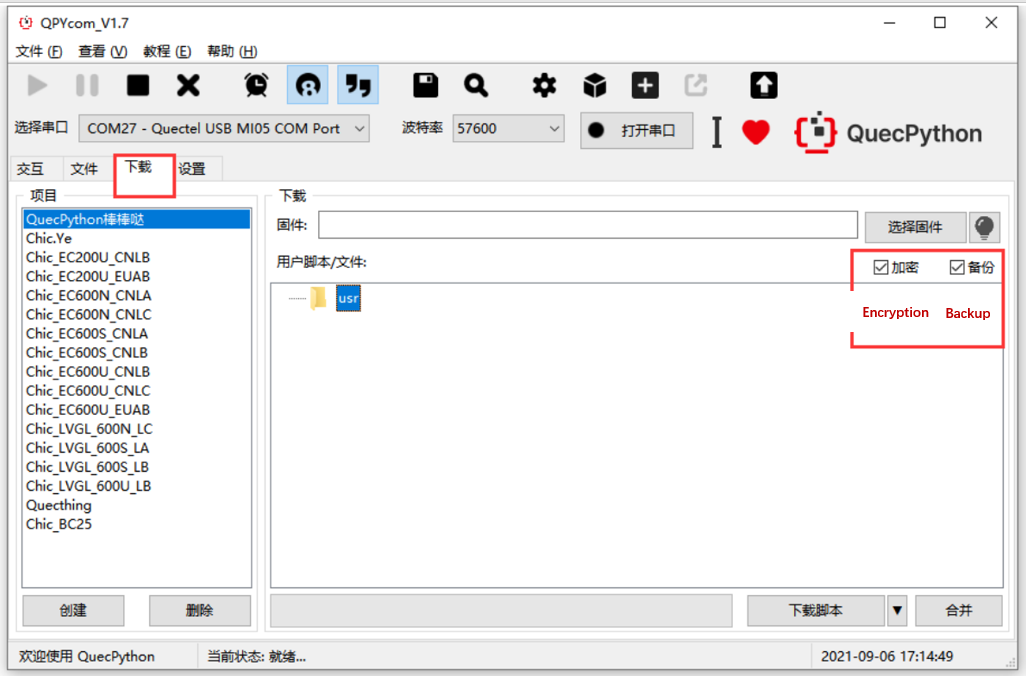 QPYcom_V1.7
文件 (F) 查看 (V) 教程 (E) 帮助 (H)
选择串口 COM27 - Quectel USB MI05 COM Port 波特率 57600 打开串口 QuecPython
交互 文件 下载 设置
项目
QuecPython棒棒哒
Chic.Ye
Chic_EC200U_CNLB
Chic_EC200U_EUAB
Chic_EC600N_CNLA
Chic_EC600N_CNLC
Chic_EC600S_CNLA
Chic_EC600S_CNLB
Chic_EC600U_CNLB
Chic_EC600U_CNLC
Chic_EC600U_EUAB
Chic_LVGL_600N_LC
Chic_LVGL_600S_LA
Chic_LVGL_600S_LB
Chic_LVGL_600U_LB
Quecthing
Chic_BC25
创建 删除
下载
固件: 选择固件
用户脚本/文件: 加密 备份
usr
Encryption Backup
下载脚本 合并
欢迎使用 QuecPython 当前状态: 就绪... 2021-09-06 17:14:49